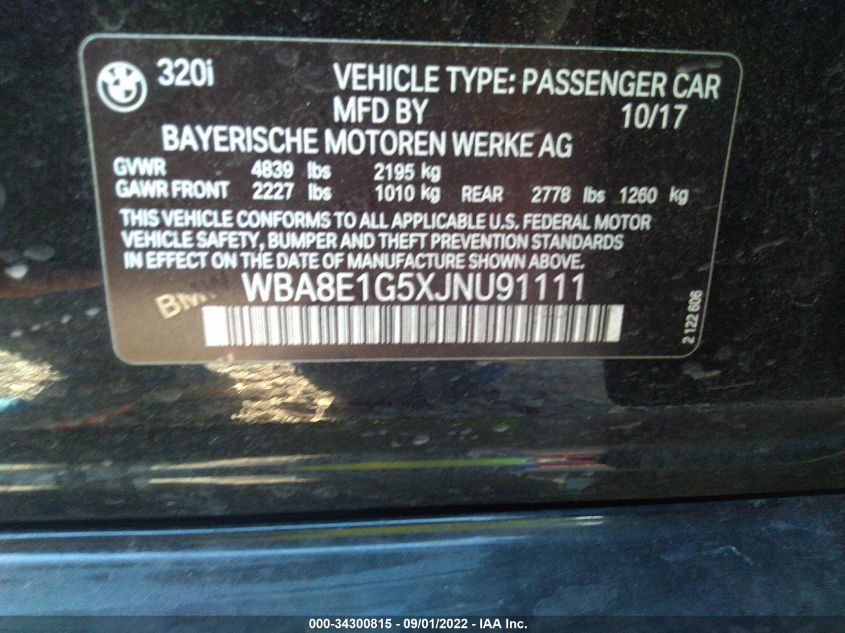 320i VEHICLE TYPE: PASSENGER CAR
MFD BY 10/17
BAYERISCHE MOTOREN WERKE AG
GVWR 4839 lbs 2195 kg
GAWR FRONT 2227 lbs 1010 kg REAR 2778 lbs 1260 kg
THIS VEHICLE CONFORMS TO ALL APPLICABLE U.S. FEDERAL MOTOR
VEHICLE SAFETY, BUMPER AND THEFT PREVENTION STANDARDS
IN EFFECT ON THE DATE OF MANUFACTURE SHOWN ABOVE.
WBA8E1G5XJNU91111
BMW
2 122 606
000-34300815 - 09/01/2022 - IAA Inc.